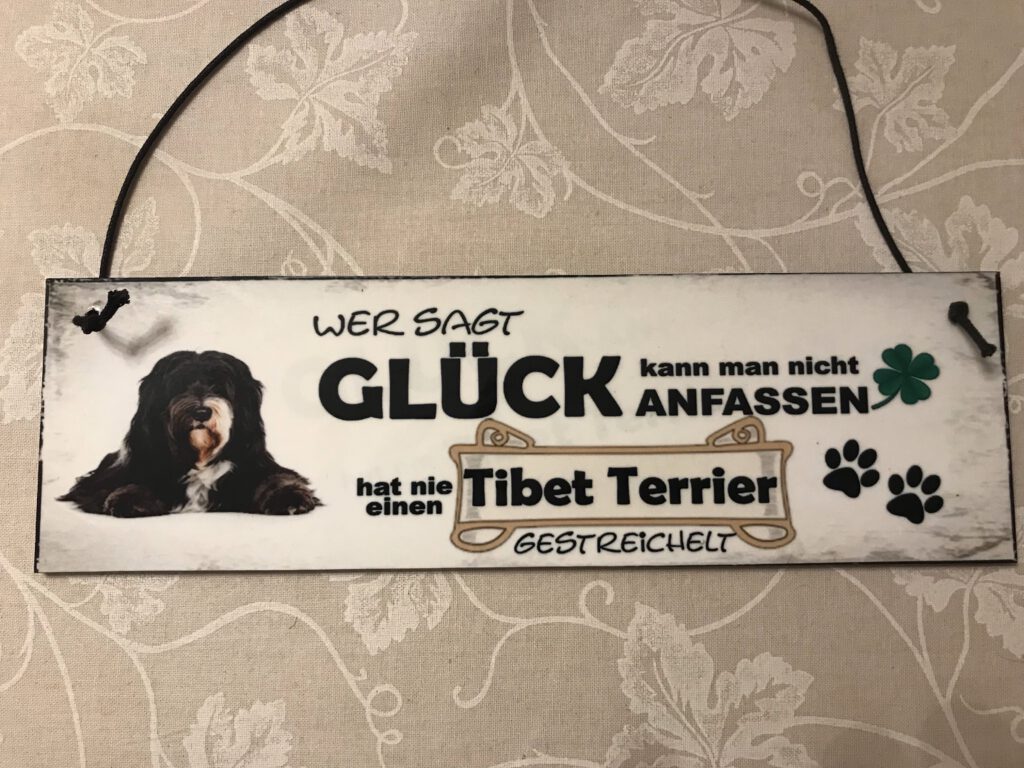 WER SAGT
GLÜCK kann man nicht ANFASSEN
hat nie einen Tibet Terrier
GESTREICHELT